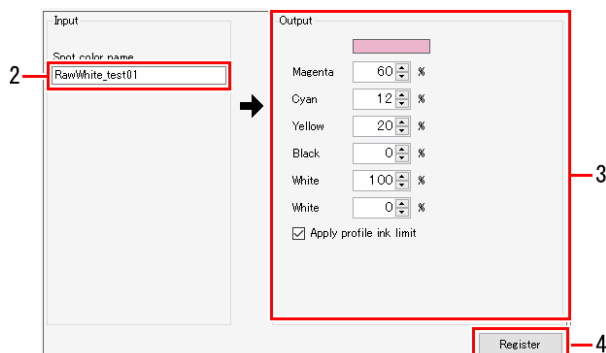 Input
Output
Spot color name
2
RawWhite_test01
Magenta 60 %
Cyan 12 %
Yellow 20 %
Black 0 %
White 100 %
White 0 %
Apply profile ink limit
3
Register
4